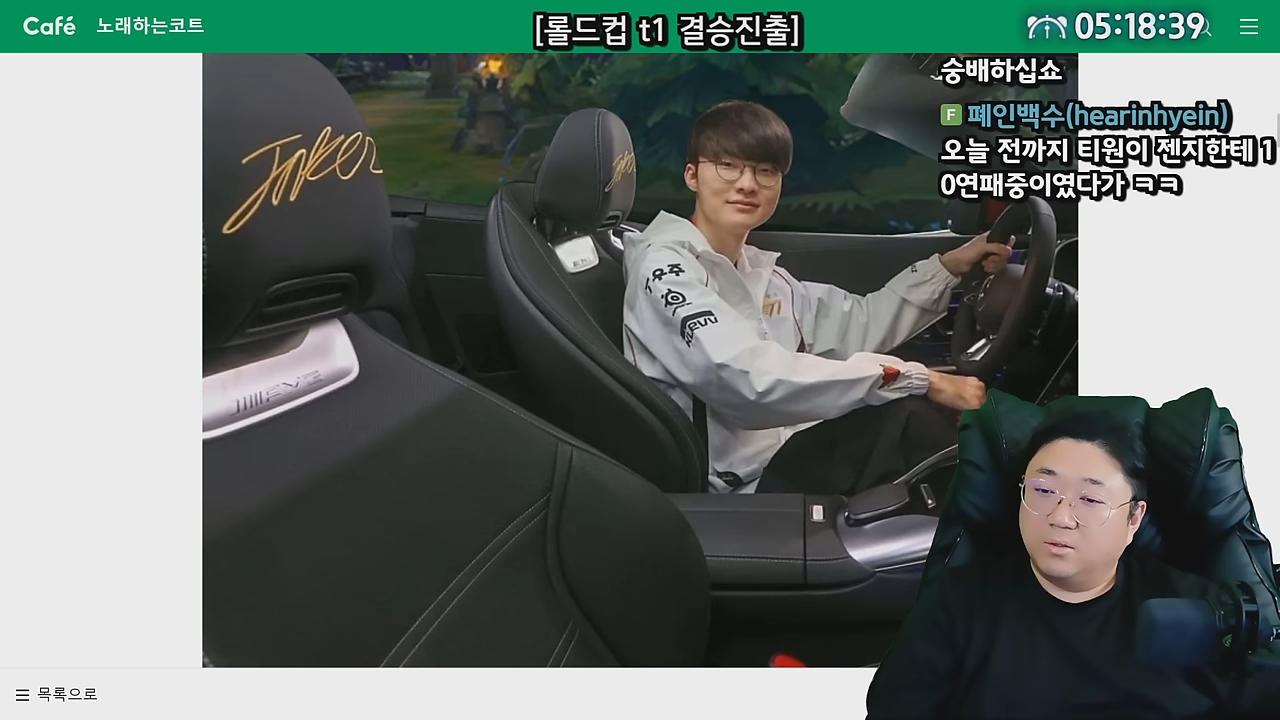 Café 노래하는코트
[롤드컵 t1 결승진출]
05:18:39
숭배하십쇼
F 폐인백수(hearinhyein)
오늘 전까지 티원이 젠지한테 1
0연패중이였다가 ㅋㅋ
목록으로